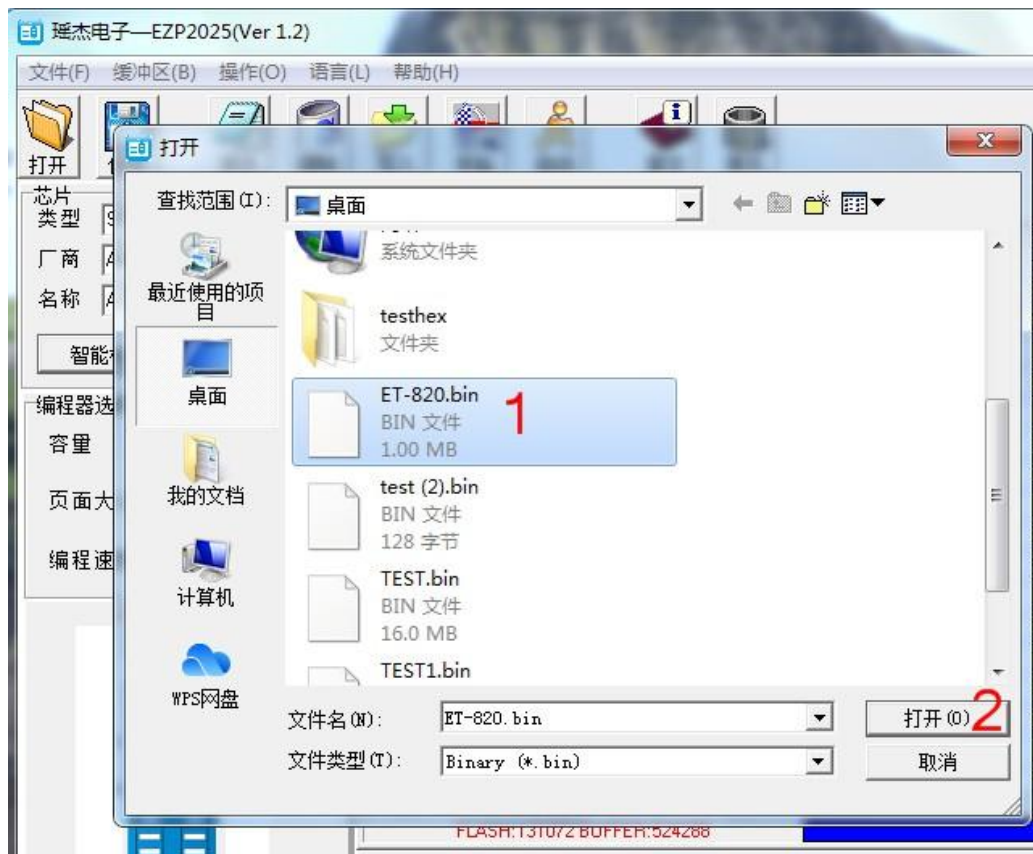 瑶杰电子—EZP2025(Ver 1.2)
文件(F) 缓冲区(B) 操作(O) 语言(L) 帮助(H)
打开
打开
芯片
类型
厂商
名称
智能
编程器选
容量
页面大
编程速
查找范围(I):
桌面
最近使用的项目
桌面
我的文档
计算机
WPS网盘
系统文件夹
testhex
文件夹
ET-820.bin
BIN 文件
1.00 MB
1
test (2).bin
BIN 文件
128 字节
TEST.bin
BIN 文件
16.0 MB
TEST1.bin
文件名(N): ET-820.bin 打开(O) 2
文件类型(T): Binary (*.bin) 取消
FLASH:131072 BUFFER:524288